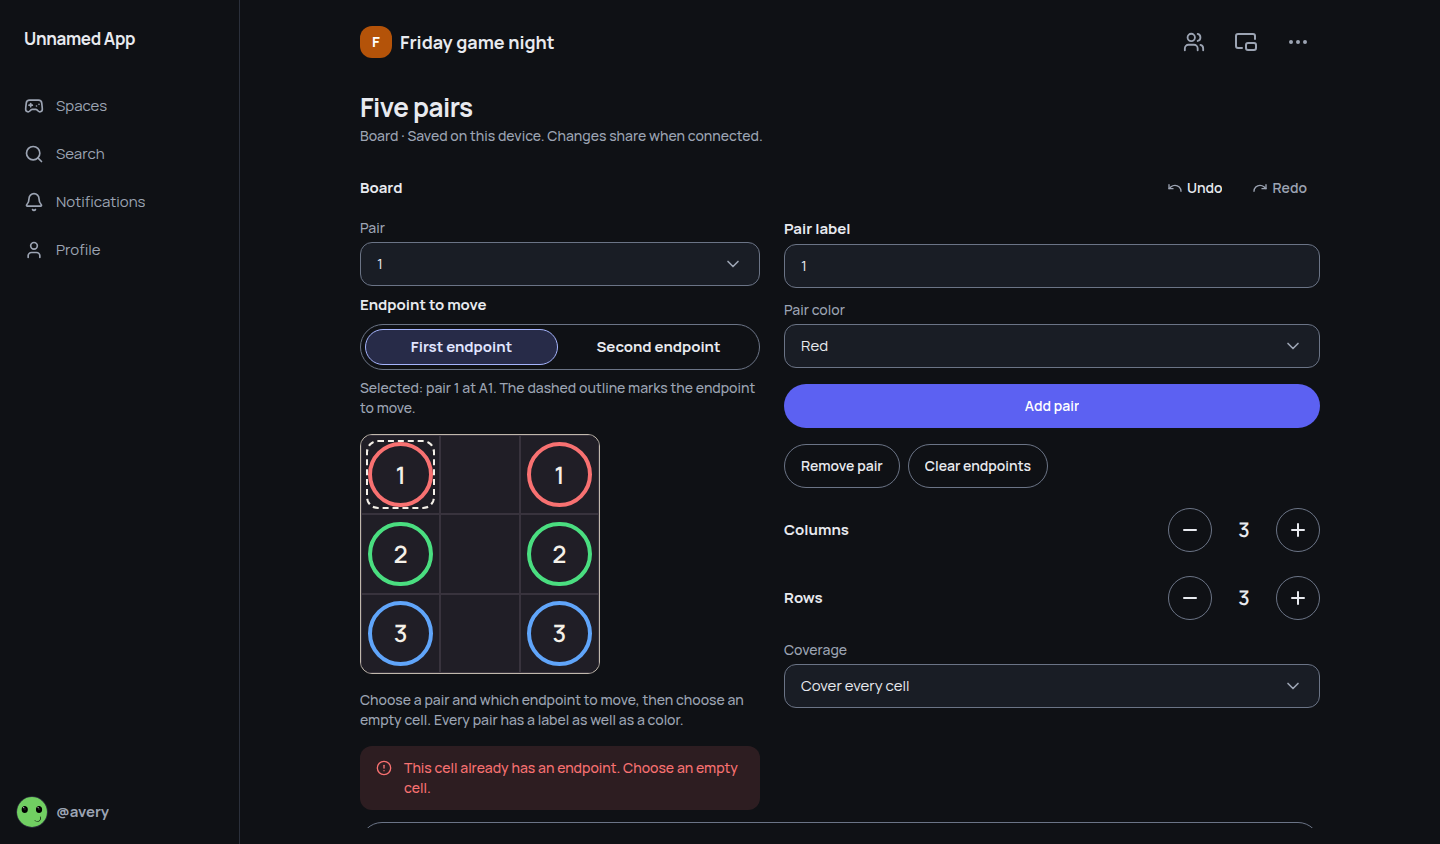 Unnamed App
Spaces
Search
Notifications
Profile
@avery
F
Friday game night
Five pairs
Board · Saved on this device. Changes share when connected.
Board
Undo
Redo
Pair
1
Endpoint to move
First endpoint
Second endpoint
Selected: pair 1 at A1. The dashed outline marks the endpoint
to move.
1
1
2
2
3
3
Choose a pair and which endpoint to move, then choose an
empty cell. Every pair has a label as well as a color.
This cell already has an endpoint. Choose an empty
cell.
Pair label
1
Pair color
Red
Add pair
Remove pair
Clear endpoints
Columns
3
Rows
3
Coverage
Cover every cell